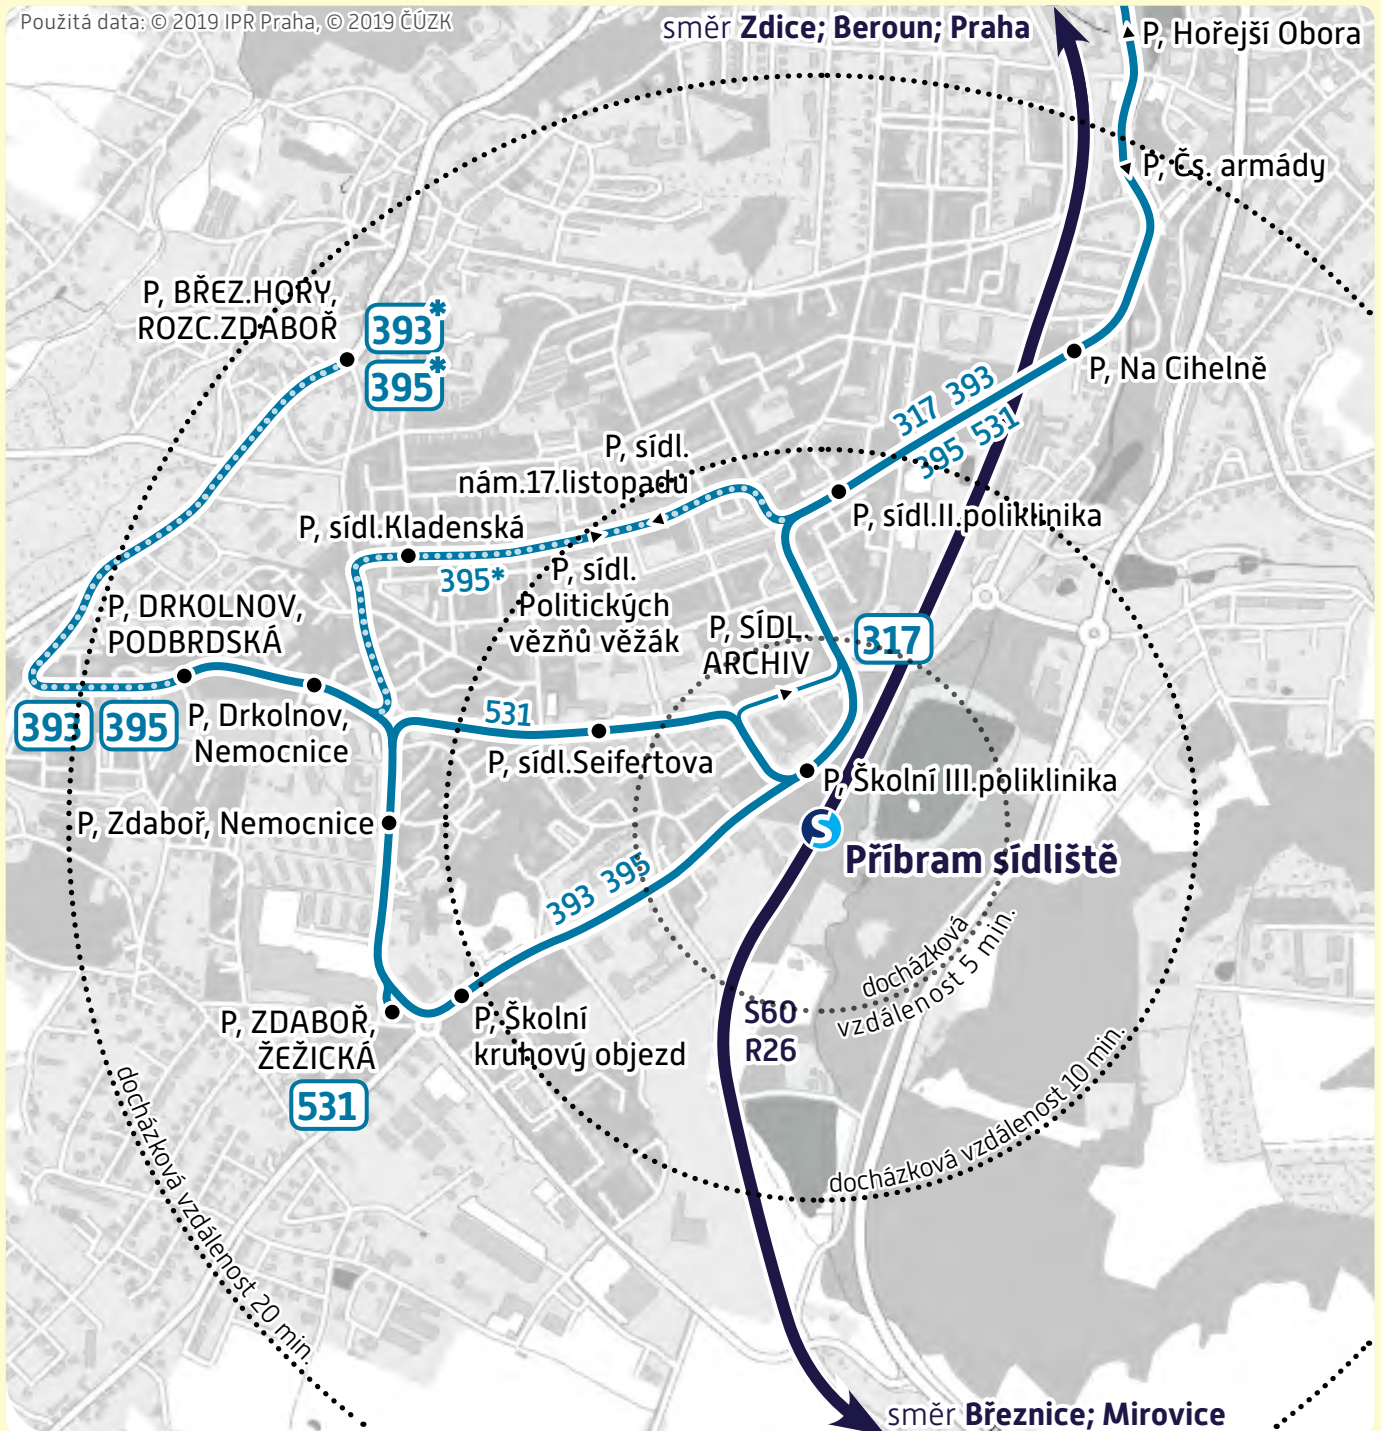 Použitá data: © 2019 IPR Praha, © 2019 ČÚZK
směr Zdice; Beroun; Praha
P, Hořejší Obora
P, Čs. armády
P, BŘEZ.HORY,
ROZC.ZDABOŘ
393*
395*
P, Na Cihelně
317 393
395 531
P, sídl.
nám.17.listopadu
P, sídl.II.poliklinika
P, sídl.Kladenská
395*
P, sídl.
Politických
vězňů věžák
P, DRKOLNOV,
PODBRDSKÁ
P, SÍDL.
ARCHIV
317
393
395
P, Drkolnov,
Nemocnice
531
P, sídl.Seifertova
P, Školní III.poliklinika
P, Zdaboř, Nemocnice
S
Příbram sídliště
393 395
docházková
vzdálenost 5 min.
S60
R26
P, Školní
kruhový objezd
P, ZDABOŘ,
ŽEŽICKÁ
531
docházková vzdálenost 10 min.
docházková vzdálenost 20 min.
směr Březnice; Mirovice